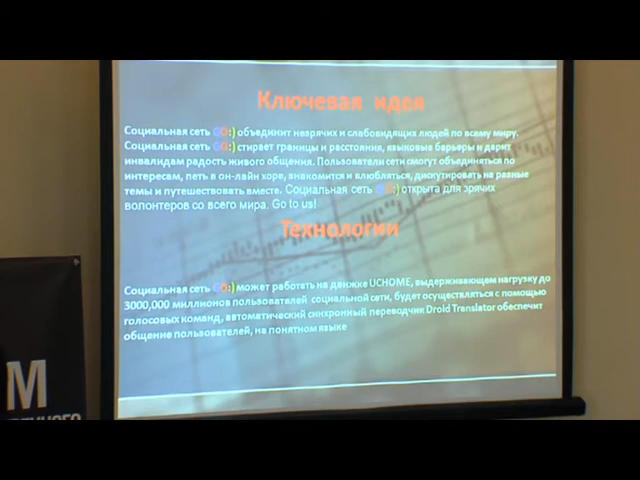 Ключевая идея
Социальная сеть GO:) объединит незрячих и слабовидящих людей по всему миру.
Социальная сеть GO:) стирает границы и расстояния, языковые барьеры и дарит
инвалидам радость живого общения. Пользователи сети смогут объединяться по
интересам, петь в он-лайн хоре, знакомится и влюбляться, дискутировать на разные
темы и путешествовать вместе. Социальная сеть GO:) открыта для зрячих
волонтеров со всего мира. Go to us!
Технологии
Социальная сеть GO:) может работать на движке UCHOME, выдерживающем нагрузку до
3000,000 миллионов пользователей социальной сети, будет осуществляться с помощью
голосовых команд, автоматический синхронный переводчик Droid Translator обеспечит
общение пользователей, на понятном языке
М